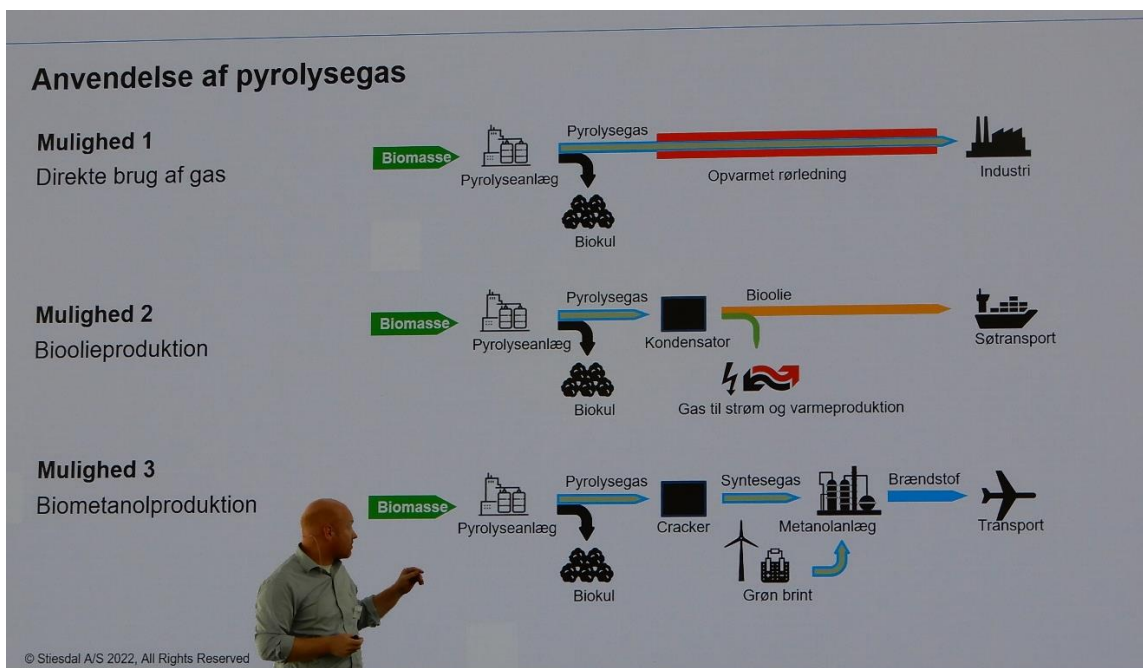 Anvendelse af pyrolysegas
Mulighed 1
Direkte brug af gas
Biomasse
Pyrolyseanlæg
Pyrolysegas
Biokul
Opvarmet rørledning
Industri
Mulighed 2
Bioolieproduktion
Biomasse
Pyrolyseanlæg
Pyrolysegas
Biokul
Kondensator
Bioolie
Gas til strøm og varmeproduktion
Søtransport
Mulighed 3
Biometanolproduktion
Biomasse
Pyrolyseanlæg
Pyrolysegas
Biokul
Cracker
Syntesegas
Grøn brint
Metanolanlæg
Brændstof
Transport
© Stiesdal A/S 2022, All Rights Reserved